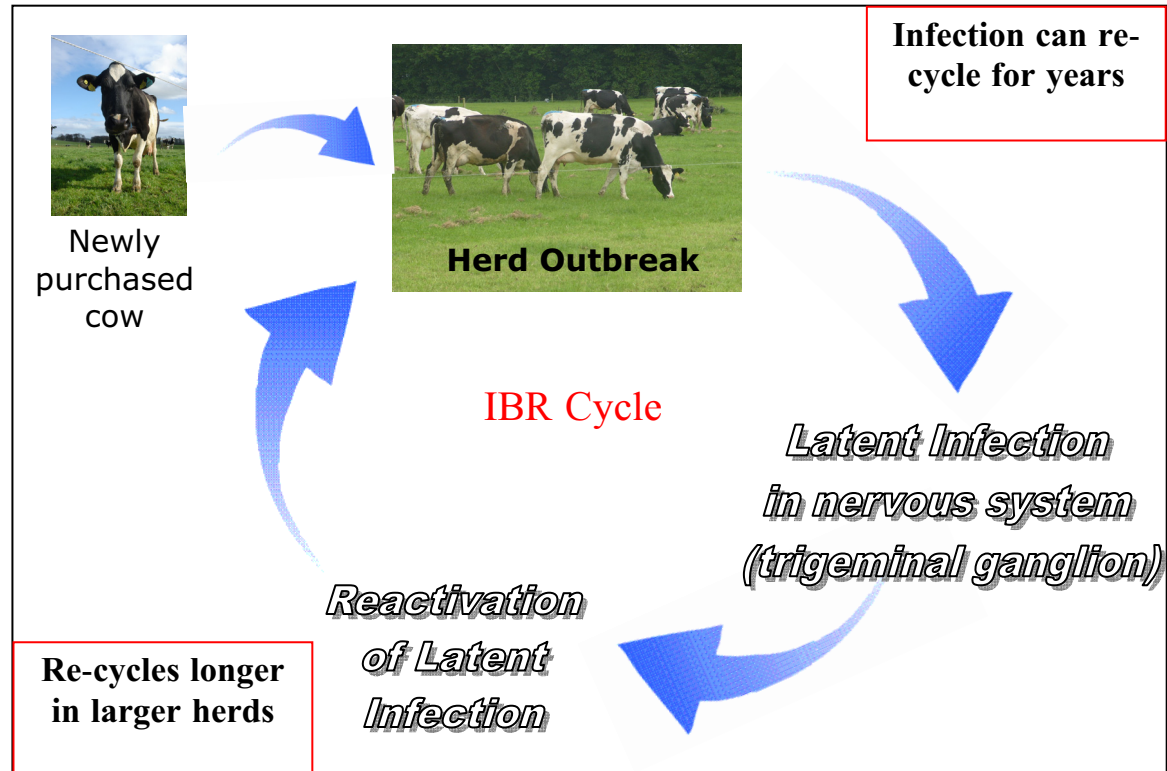 Infection can re-
cycle for years
Newly
purchased
cow
Herd Outbreak
IBR Cycle
Latent Infection
in nervous system
(trigeminal ganglion)
Reactivation
of Latent
Infection
Re-cycles longer
in larger herds